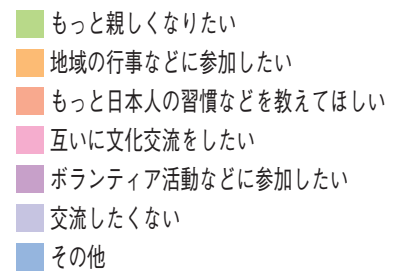 もっと親しくなりたい
地域の行事などに参加したい
もっと日本人の習慣などを教えてほしい
互いに文化交流をしたい
ボランティア活動などに参加したい
交流したくない
その他